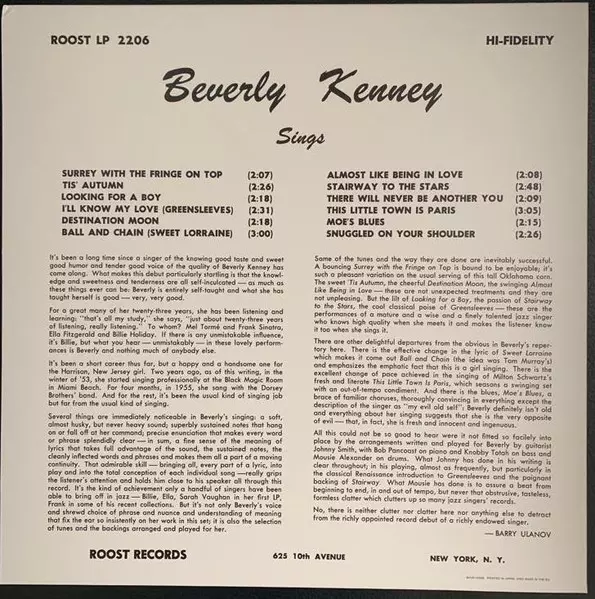 ROOST LP 2206
HI-FIDELITY
Beverly Kenney
Sings
SURREY WITH THE FRINGE ON TOP (2:07)
TIS' AUTUMN (2:26)
LOOKING FOR A BOY (2:18)
I'LL KNOW MY LOVE (GREENSLEEVES) (2:31)
DESTINATION MOON (2:18)
BALL AND CHAIN (SWEET LORRAINE) (3:00)
ALMOST LIKE BEING IN LOVE (2:08)
STAIRWAY TO THE STARS (2:48)
THERE WILL NEVER BE ANOTHER YOU (2:09)
THIS LITTLE TOWN IS PARIS (3:05)
MOE'S BLUES (2:15)
SNUGGLED ON YOUR SHOULDER (2:26)
It's been a long time since a singer of the knowing good taste and sweet
good humor and tender good voice of the quality of Beverly Kenney has
come along. What makes this debut particularly startling is that the knowl-
edge and sweetness and tenderness are all self-inculcated — as much as
these things ever can be. Beverly is entirely self-taught and what she has
taught herself is good — very, very good.
For a great many of her twenty-three years, she has been listening and
learning: "that's all my study," she says, "just about twenty-three years
of listening, really listening." To whom? Mel Tormé and Frank Sinatra,
Ella Fitzgerald and Billie Holiday. If there is any unmistakable influence,
it's Billie, but what you hear — unmistakably — in these lovely perform-
ances is Beverly and nothing much of anybody else.
It's been a short career thus far, but a happy and a handsome one for
the Harrison, New Jersey girl. Two years ago, as of this writing, in the
winter of '53, she started singing professionally at the Black Magic Room
in Miami Beach. For four months, in 1955, she sang with the Dorsey
Brothers' band. And for the rest, it's been the usual kind of singing job
but far from the usual kind of singing.
Several things are immediately noticeable in Beverly's singing: a soft,
almost husky, but never heavy sound; superbly sustained notes that hang
on or fall off at her command; precise enunciation that makes every word
or phrase splendidly clear — in sum, a fine sense of the meaning of
lyrics that takes full advantage of the sound, the sustained notes, the
cleanly inflected words and phrases and makes them all a part of a moving
continuity. That admirable skill — bringing all, every part of a lyric, into
play and into the total conception of each individual song —really grips
the listener's attention and holds him close to his speaker all through this
record. It's the kind of achievement only a handful of singers have been
able to bring off in jazz — Billie, Ella, Sarah Vaughan in her first LP,
Frank in some of his recent collections. But it's not only Beverly's voice
and shrewd choice of phrase and nuance and understanding of meaning
that fix the ear so insistently on her work in this set; it is also the selection
of tunes and the backings arranged and played for her.
Some of the tunes and the way they are done are inevitably successful.
A bouncing Surrey with the Fringe on Top is bound to be enjoyable; it's
such a pleasant variation on the usual serving of this tall Oklahoma corn.
The sweet 'Tis Autumn, the cheerful Destination Moon, the swinging Almost
Like Being in Love — these are not unexpected treatments and they are
not unpleasing. But the lilt of Looking for a Boy, the passion of Stairway
to the Stars, the cool classical poise of Greensleeves — these are the
performances of a mature and a wise and a finely talented jazz singer
who knows high quality when she meets it and makes the listener know
it too when she sings it.
There are other delightful departures from the obvious in Beverly's reper-
tory here. There is the effective change in the lyric of Sweet Lorraine
which makes it come out Ball and Chain (the idea was Tom Murray's)
and emphasizes the emphatic fact that this is a girl singing. There is the
excellent change of pace achieved in the singing of Milton Schwartz's
fresh and literate This Little Town Is Paris, which seasons a swinging set
with an out-of-tempo condiment. And there is the blues, Moe's Blues, a
brace of familiar choruses, thoroughly convincing in everything except the
description of the singer as "my evil old self"; Beverly definitely isn't old
and everything about her singing suggests that she is the very opposite
of evil — that, in fact, she is fresh and innocent and ingenuous.
All this could not be so good to hear were it not fitted so facilely into
place by the arrangements written and played for Beverly by guitarist
Johnny Smith, with Bob Pancoast on piano and Knobby Totah on bass and
Mousie Alexander on drums. What Johnny has done in his writing is
clear throughout; in his playing, almost as frequently, but particularly in
the classical Renaissance introduction to Greensleeves and the poignant
backing of Stairway. What Mousie has done is to assure a beat from
beginning to end, in and out of tempo, but never that obtrusive, tasteless,
formless clatter which clutters up so many jazz singers' records.
No, there is neither clutter nor clatter here nor anything else to detract
from the richly appointed record debut of a richly endowed singer.
— BARRY ULANOV
ROOST RECORDS
625 10th AVENUE
NEW YORK, N. Y.